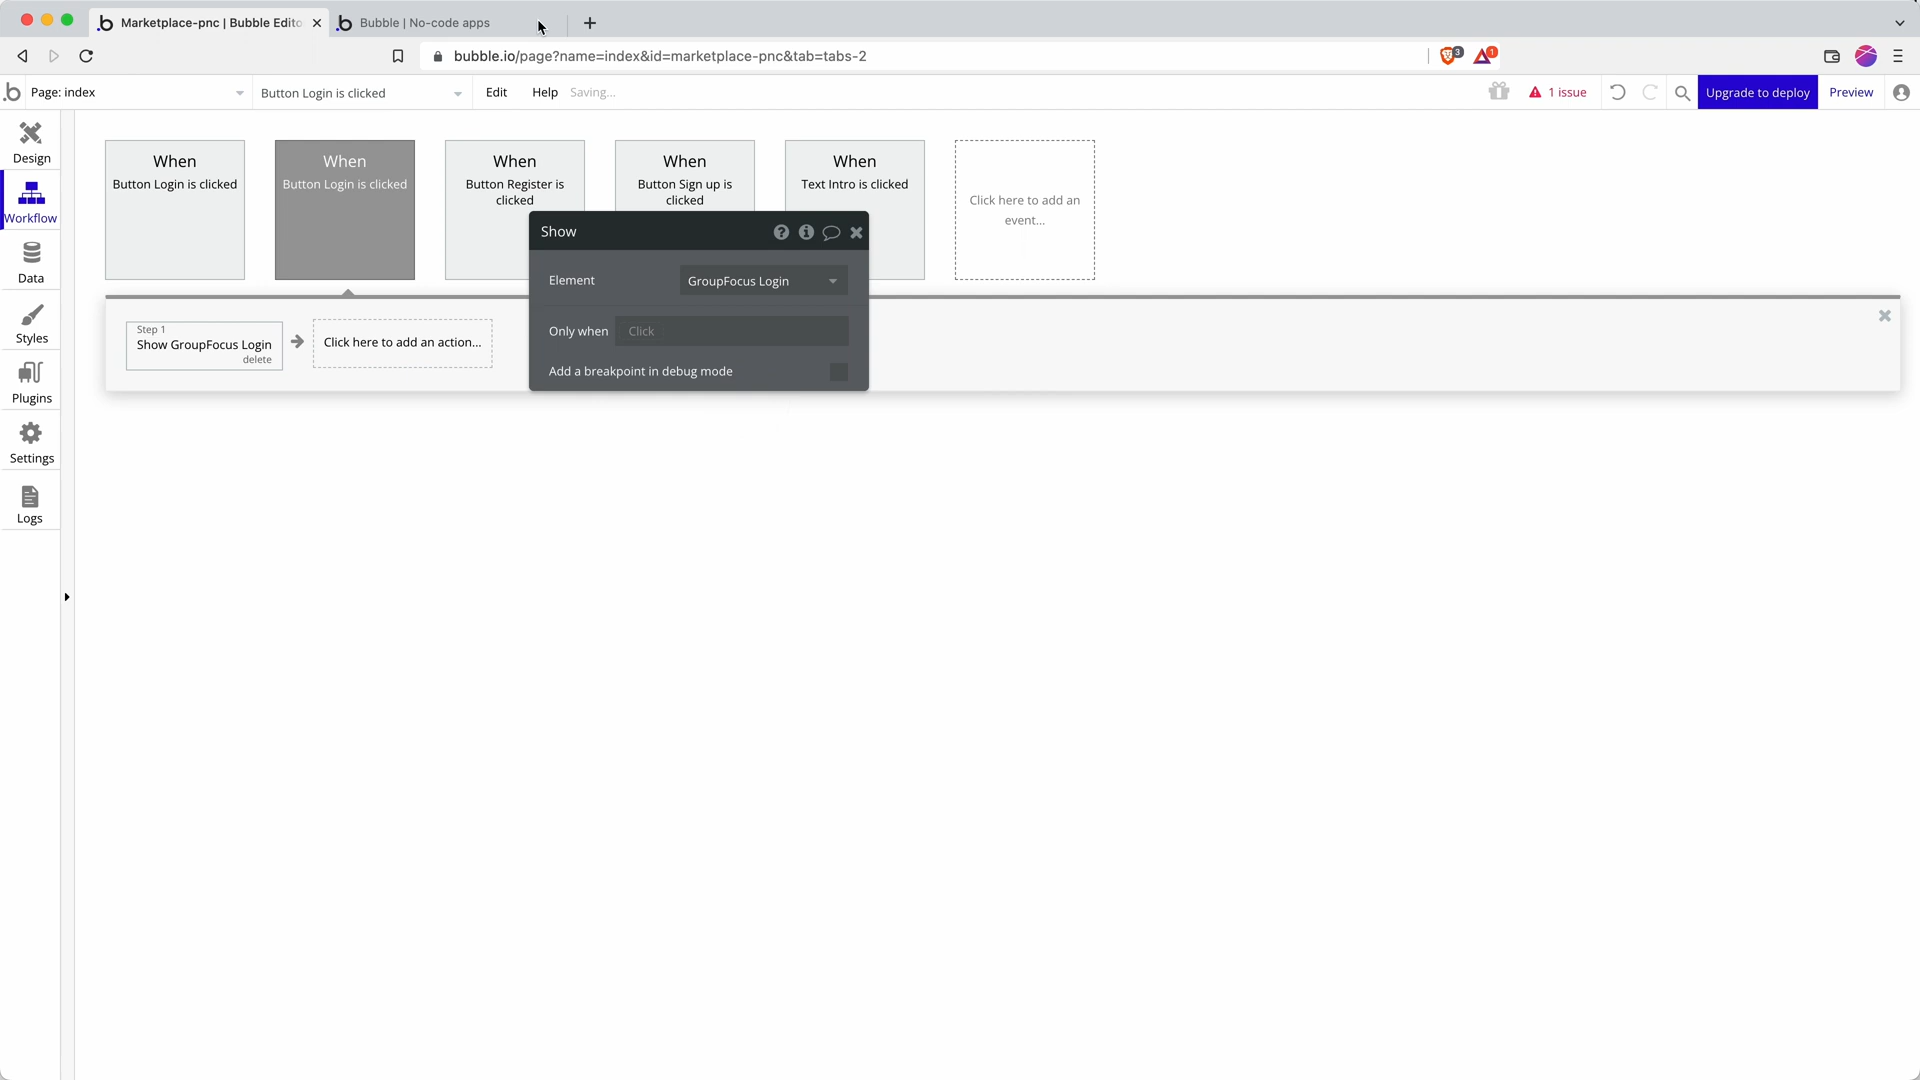 Marketplace-pnc | Bubble Edito
Bubble | No-code apps
bubble.io/page?name=index&id=marketplace-pnc&tab=tabs-2
3
1
Page: index
Button Login is clicked
Edit
Help
Saving...
1 issue
Upgrade to deploy
Preview
Design
Workflow
Data
Styles
Plugins
Settings
Logs
When
Button Login is clicked
When
Button Login is clicked
When
Button Register is
clicked
When
Button Sign up is
clicked
When
Text Intro is clicked
Click here to add an
event...
Show
Element
GroupFocus Login
Only when
Click
Add a breakpoint in debug mode
Step 1
Show GroupFocus Login
delete
Click here to add an action...